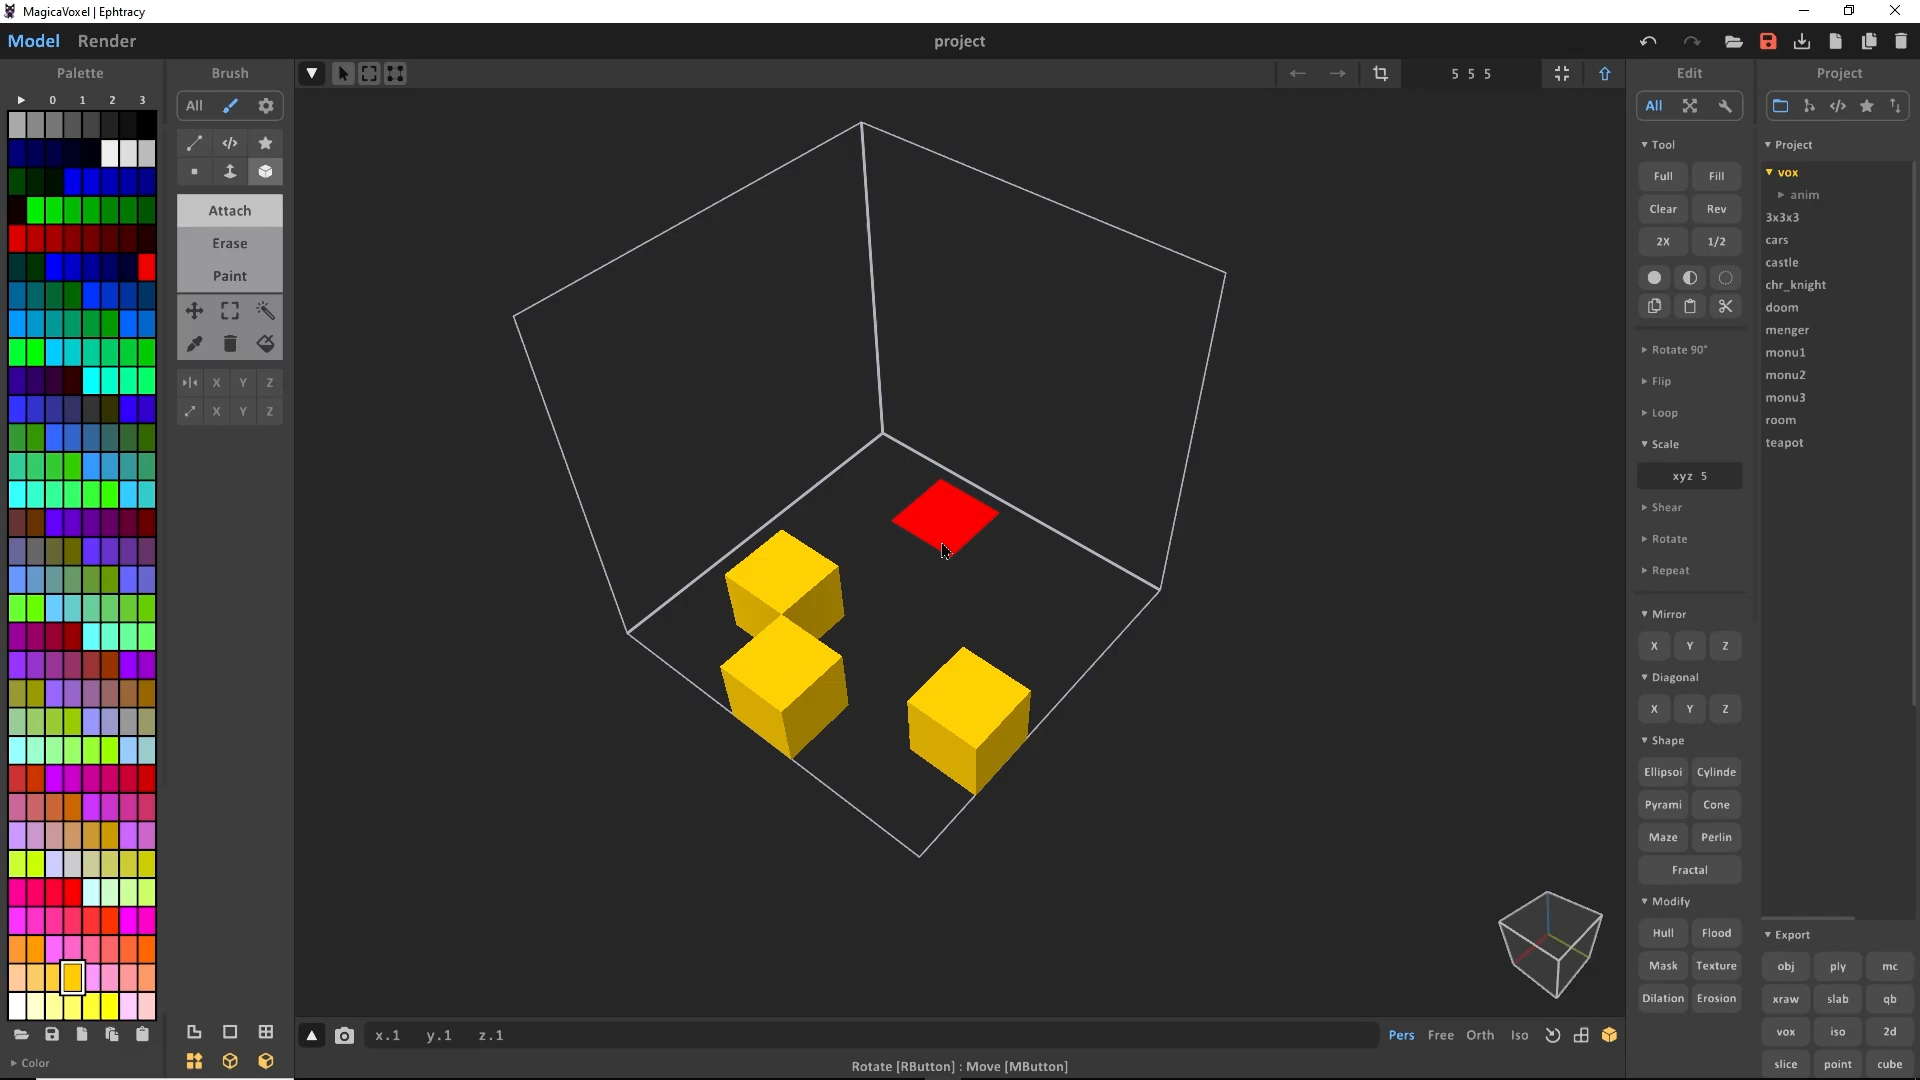 MagicaVoxel | Ephtracy
Model Render
project
Palette
0 1 2 3
Color
Brush
All
Attach
Erase
Paint
X Y Z
X Y Z
5 5 5
x.1 y.1 z.1
Pers Free Orth Iso
Rotate [RButton] : Move [MButton]
Edit
All
Tool
Full Fill
Clear Rev
2X 1/2
Rotate 90°
Flip
Loop
Scale
xyz 5
Shear
Rotate
Repeat
Mirror
X Y Z
Diagonal
X Y Z
Shape
Ellipsoi Cylinde
Pyrami Cone
Maze Perlin
Fractal
Modify
Hull Flood
Mask Texture
Dilation Erosion
Project
Project
vox
anim
3x3x3
cars
castle
chr_knight
doom
menger
monu1
monu2
monu3
room
teapot
Export
obj ply mc
xraw slab qb
vox iso 2d
slice point cube